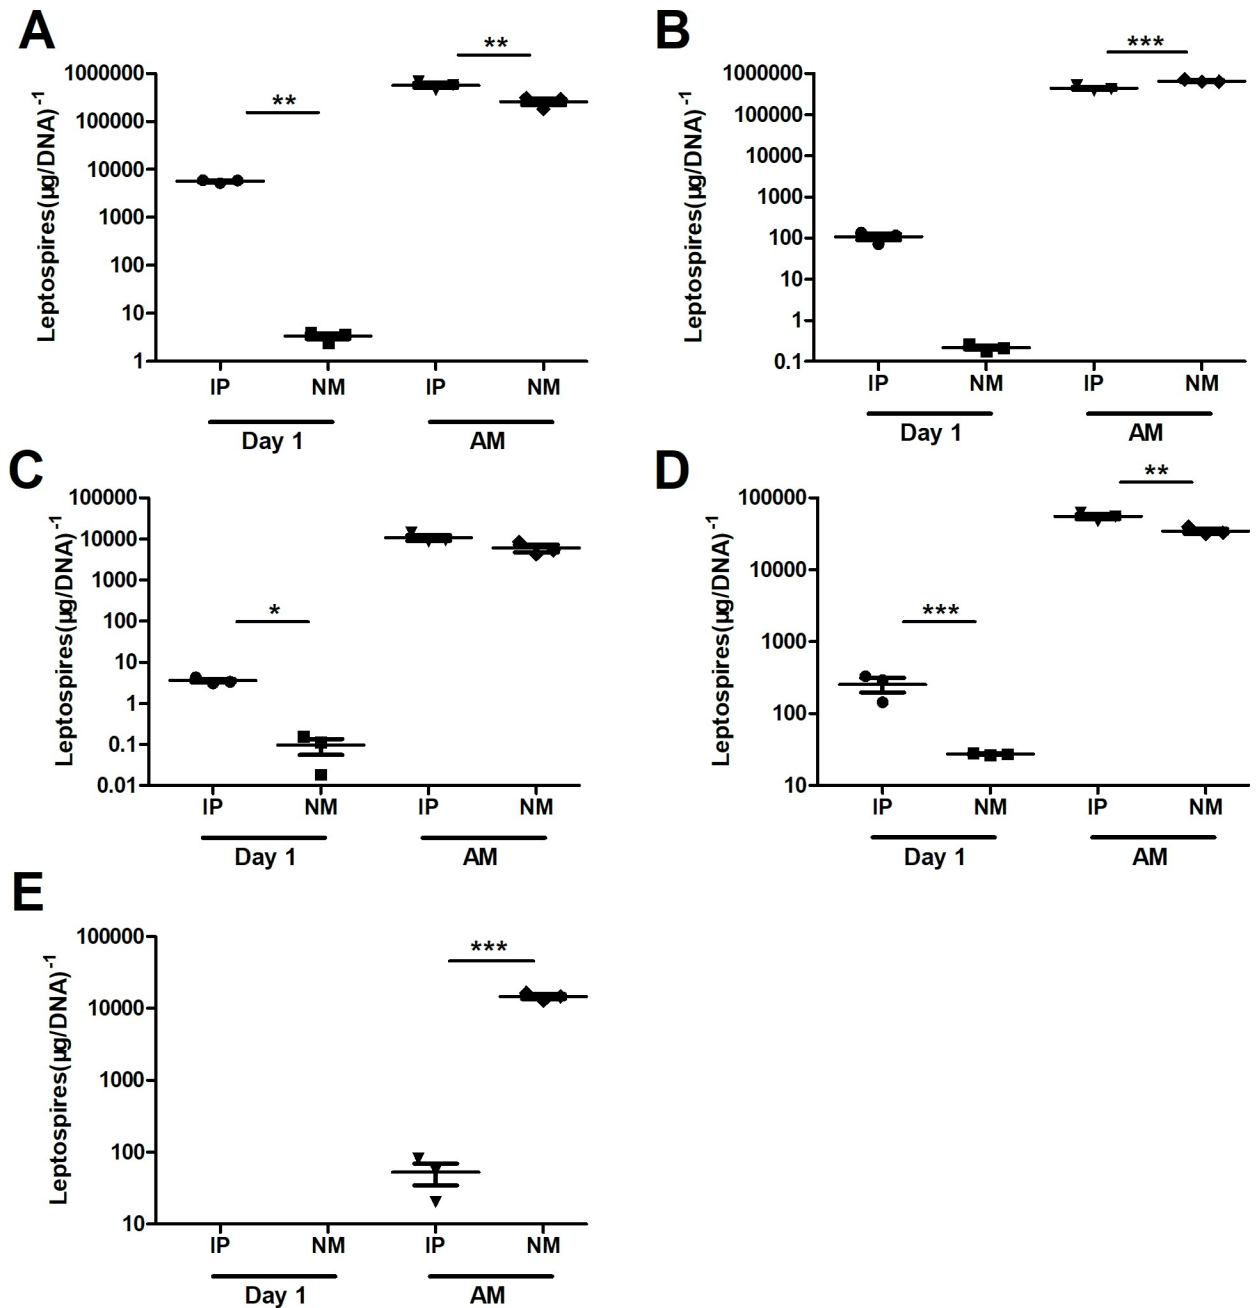 A
Leptospires(µg/DNA)⁻¹
1000000
100000
10000
1000
100
10
1
**
**
IP
NM
IP
NM
Day 1
AM
B
Leptospires(µg/DNA)⁻¹
1000000
100000
10000
1000
100
10
1
0.1
***
IP
NM
IP
NM
Day 1
AM
C
Leptospires(µg/DNA)⁻¹
100000
10000
1000
100
10
1
0.1
0.01
*
IP
NM
IP
NM
Day 1
AM
D
Leptospires(µg/DNA)⁻¹
100000
10000
1000
100
10
***
**
IP
NM
IP
NM
Day 1
AM
E
Leptospires(µg/DNA)⁻¹
100000
10000
1000
100
10
***
IP
NM
IP
NM
Day 1
AM